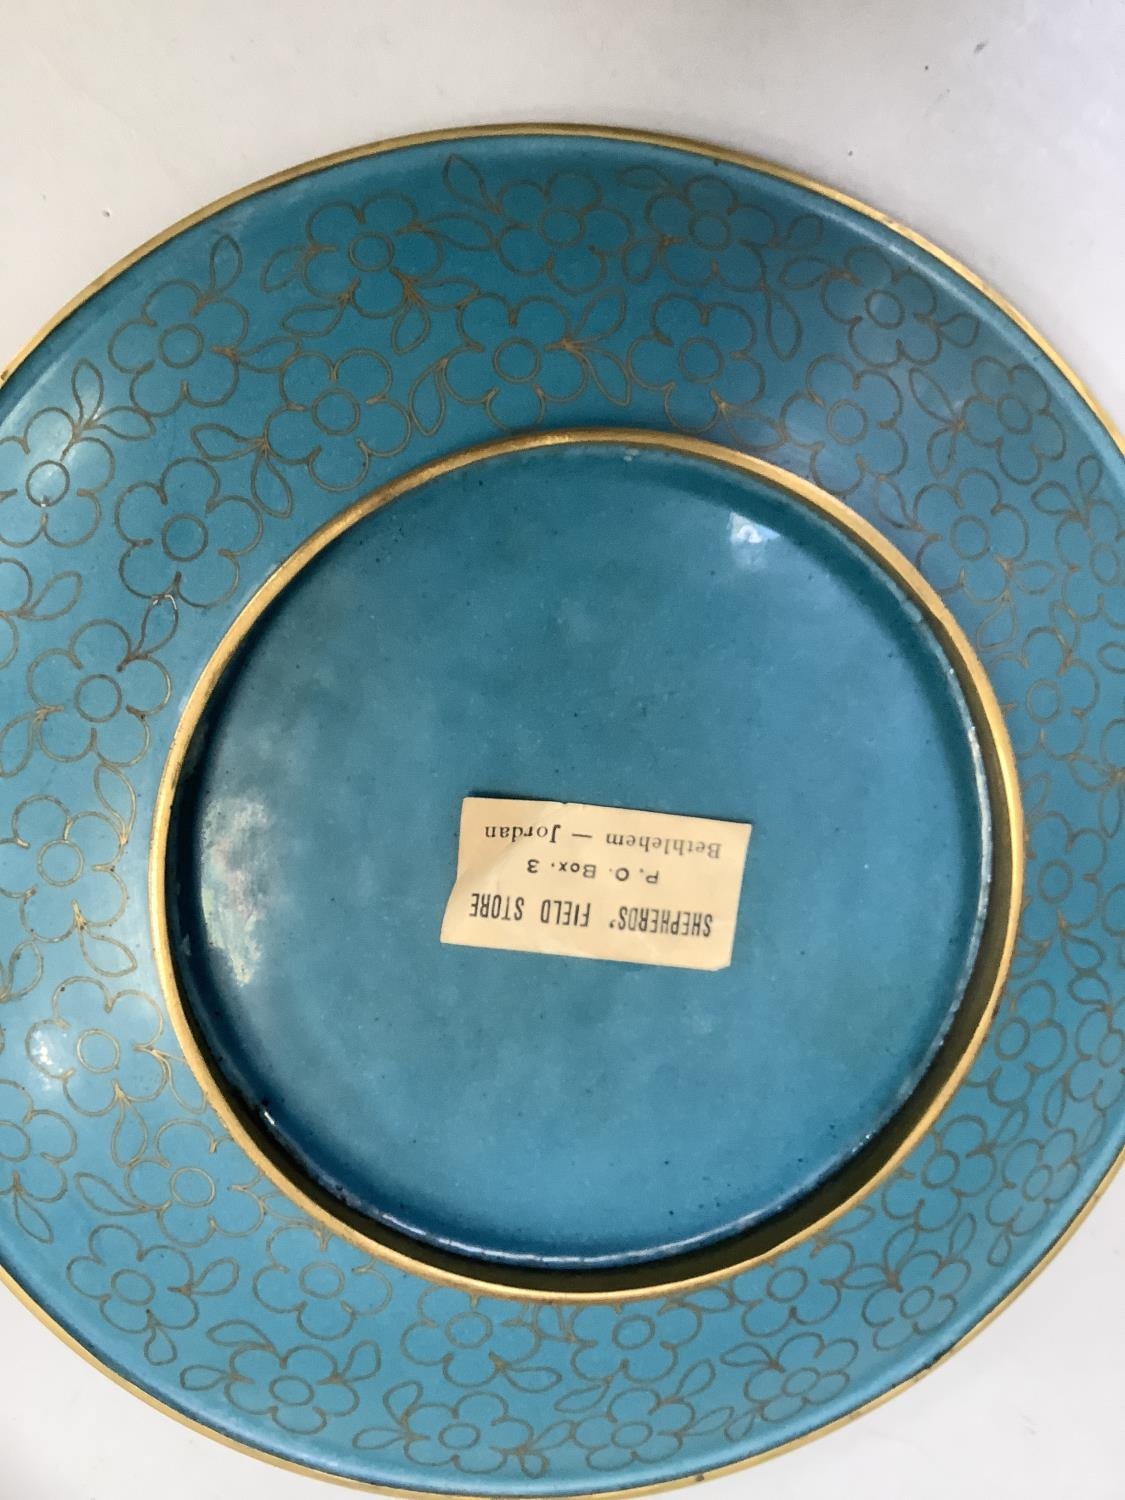 SHEPHERDS' FIELD STORE
P. O. Box. 3
Bethlehem — Jordan